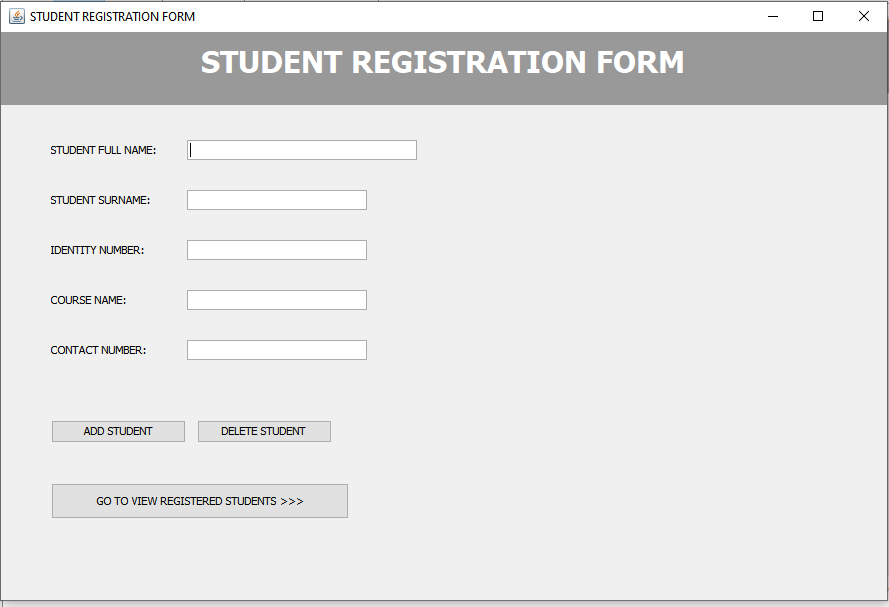 STUDENT REGISTRATION FORM
STUDENT REGISTRATION FORM
STUDENT FULL NAME:
STUDENT SURNAME:
IDENTITY NUMBER:
COURSE NAME:
CONTACT NUMBER:
ADD STUDENT DELETE STUDENT
GO TO VIEW REGISTERED STUDENTS >>>